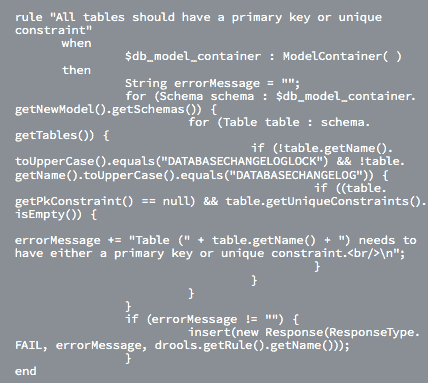 rule "All tables should have a primary key or unique
constraint"
when
$db_model_container : ModelContainer( )
then
String errorMessage = "";
for (Schema schema : $db_model_container.
getNewModel().getSchemas()) {
for (Table table : schema.
getTables()) {
if (!table.getName().
toUpperCase().equals("DATABASECHANGELOGLOCK") && !table.
getName().toUpperCase().equals("DATABASECHANGELOG")) {
if ((table.
getPkConstraint() == null) && table.getUniqueConstraints().
isEmpty()) {
errorMessage += "Table (" + table.getName() + ") needs to
have either a primary key or unique constraint.<br/>\n";
}
}
}
}
if (errorMessage != "") {
insert(new Response(ResponseType.
FAIL, errorMessage, drools.getRule().getName()));
}
end